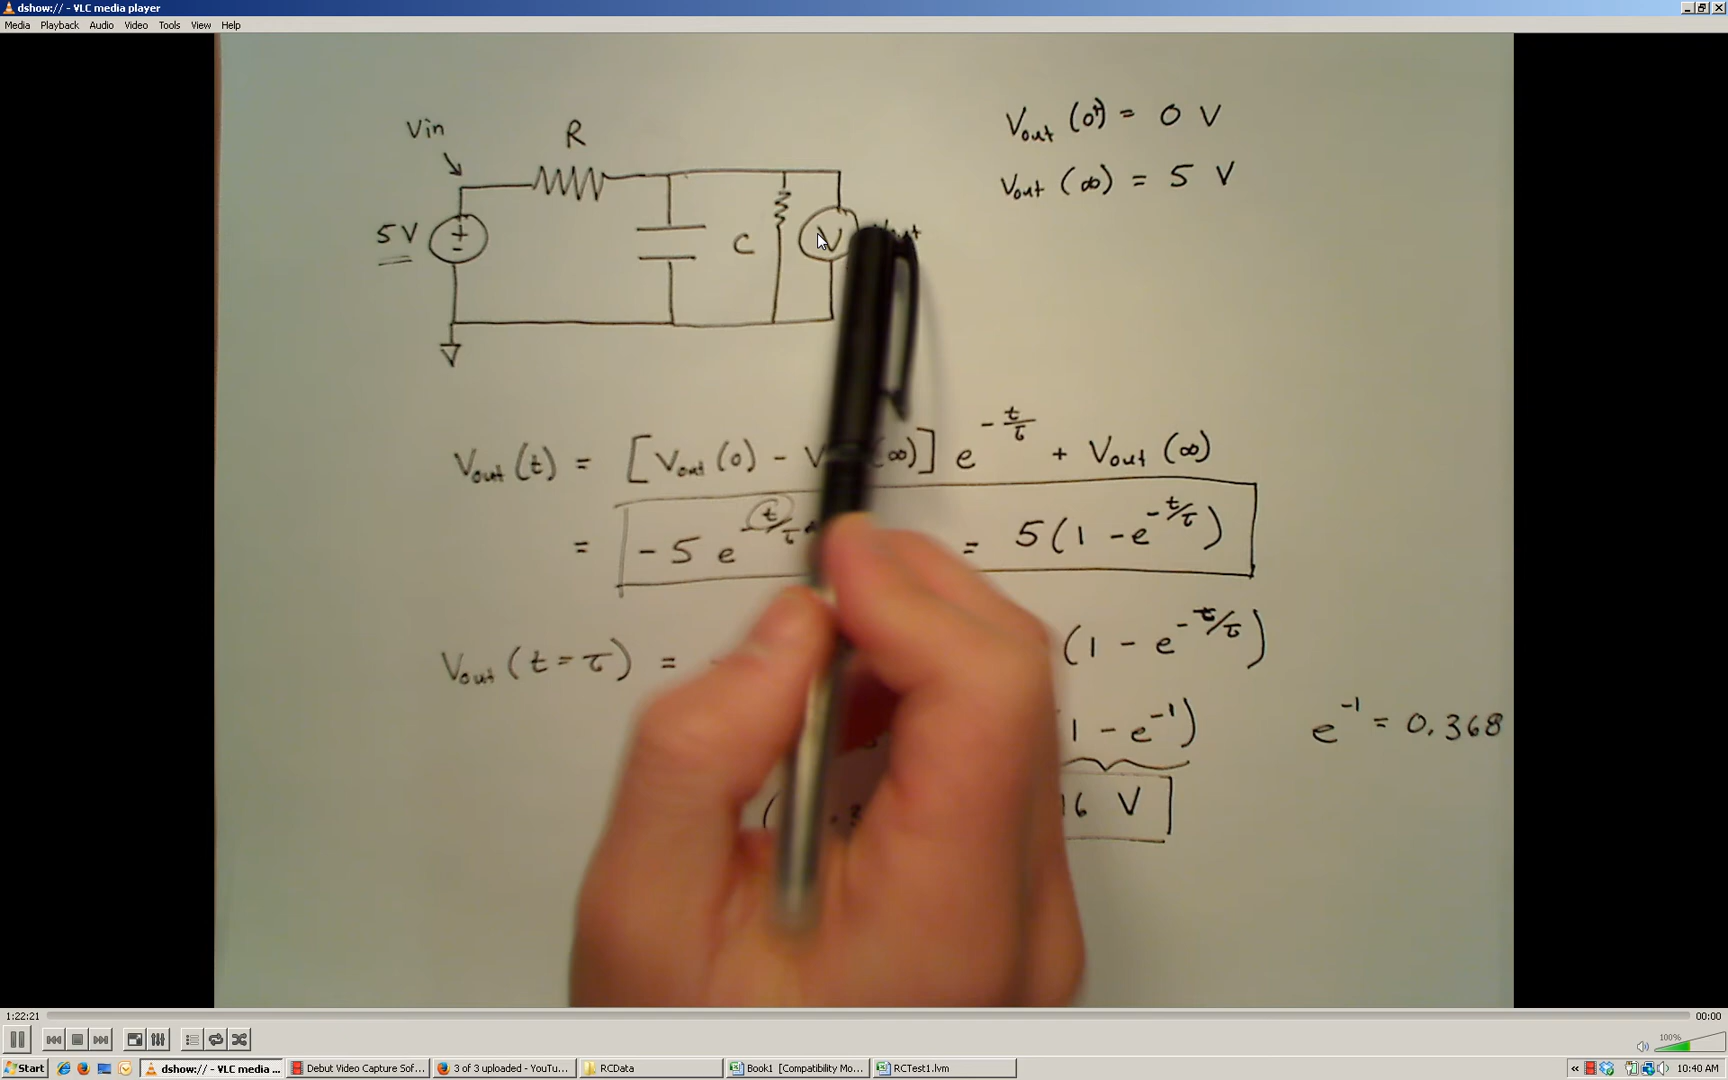 dshow:// - VLC media player
Media Playback Audio Video Tools View Help
Vin
R
5 V
+
-
C
V
Vout (0⁺) = 0 V
Vout (∞) = 5 V
Vout (t) = [Vout (0) - V (∞)] e^-t/τ + Vout (∞)
= -5 e^-t/τ = 5(1 - e^-t/τ)
Vout (t = τ) = (1 - e^-τ/τ)
1 - e^-1)
e^-1 = 0.368
16 V
1:22:21
00:00
100%
Start
dshow:// - VLC media ...
Debut Video Capture Sof...
3 of 3 uploaded - YouTu...
RCData
Book1 [Compatibility Mo...
RCTest1.lvm
«
10:40 AM